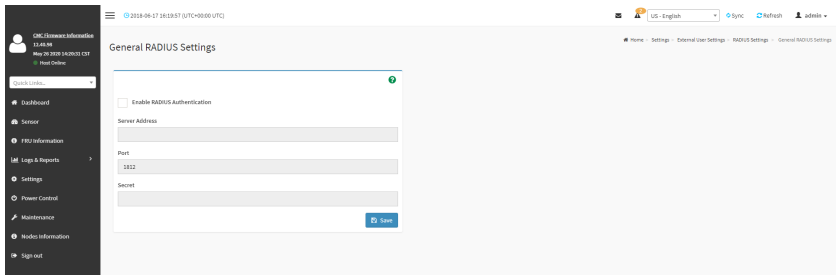 2018-06-17 16:19:57 (UTC+00:00 UTC)
US - English
Sync
Refresh
admin
CMC Firmware Information
12.40.98
May 26 2020 14:20:31 CST
Host Online
Quick Links...
Dashboard
Sensor
FRU Information
Logs & Reports
Settings
Power Control
Maintenance
Nodes Information
Sign out
General RADIUS Settings
Home > Settings > External User Settings > RADIUS Settings > General RADIUS Settings
Enable RADIUS Authentication
Server Address
Port
1812
Secret
Save